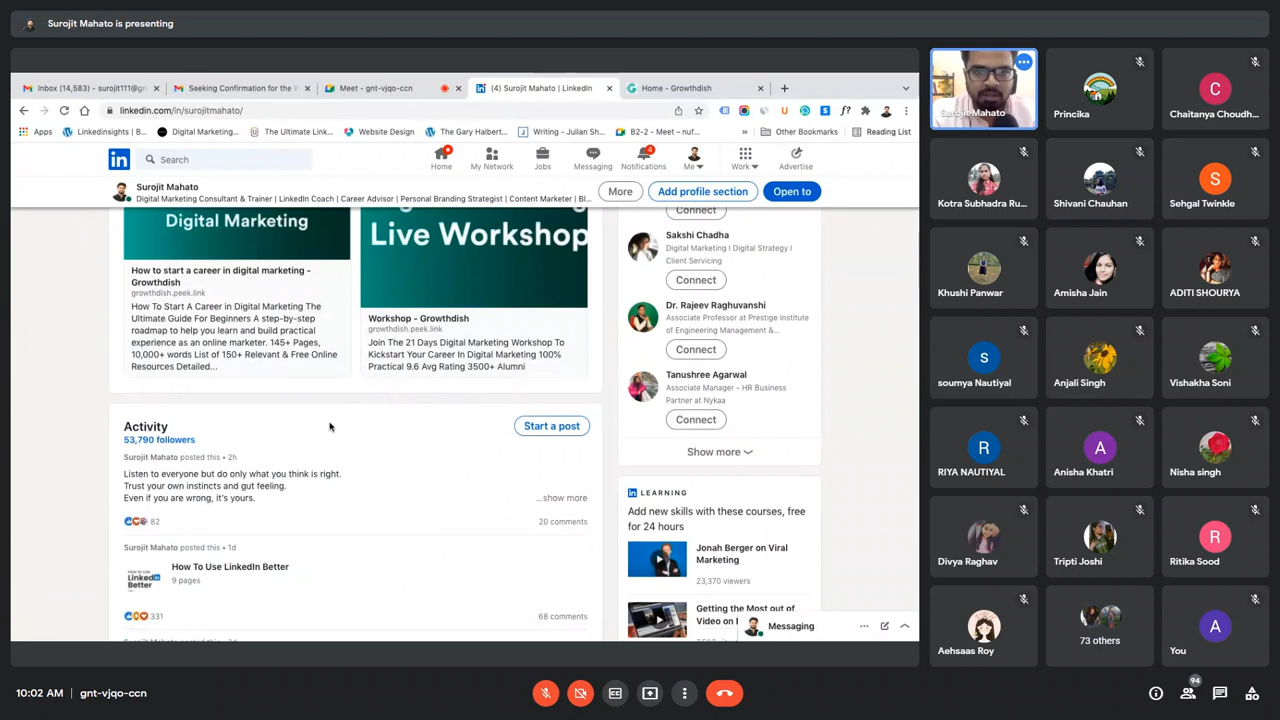 Surojit Mahato is presenting
Inbox (14,583) - surojit111@gn
Seeking Confirmation for the
Meet - gnt-vjqo-ccn
(4) Surojit Mahato | LinkedIn
Home - Growthdish
linkedin.com/in/surojitmahato/
Apps
Linkedinsights | B...
Digital Marketing...
The Ultimate Link...
Website Design
The Gary Halbert...
Writing - Julian Sh...
B2-2 – Meet – nuf...
Other Bookmarks
Reading List
in
Search
Home
My Network
Jobs
Messaging
4
Notifications
Me
Work
Advertise
Surojit Mahato
Digital Marketing Consultant & Trainer | LinkedIn Coach | Career Advisor | Personal Branding Strategist | Content Marketer | Bl...
More
Add profile section
Open to
Digital Marketing
How to start a career in digital marketing -
Growthdish
growthdish.peek.link
How To Start A Career in Digital Marketing The
Ultimate Guide For Beginners A step-by-step
roadmap to help you learn and build practical
experience as an online marketer. 145+ Pages,
10,000+ words List of 150+ Relevant & Free Online
Resources Detailed...
Live Workshop
Workshop - Growthdish
growthdish.peek.link
Join The 21 Days Digital Marketing Workshop To
Kickstart Your Career In Digital Marketing 100%
Practical 9.6 Avg Rating 3500+ Alumni
Activity
53,790 followers
Start a post
Surojit Mahato posted this • 2h
Listen to everyone but do only what you think is right.
Trust your own instincts and gut feeling.
Even if you are wrong, it's yours.
...show more
82
20 comments
Surojit Mahato posted this • 1d
How to use
LinkedIn
Better
How To Use LinkedIn Better
9 pages
331
68 comments
Connect
Sakshi Chadha
Digital Marketing I Digital Strategy I
Client Servicing
Connect
Dr. Rajeev Raghuvanshi
Associate Professor at Prestige Institute
of Engineering Management &...
Connect
Tanushree Agarwal
Associate Manager - HR Business
Partner at Nykaa
Connect
Show more
in LEARNING
Add new skills with these courses, free
for 24 hours
Jonah Berger on Viral
Marketing
23,370 viewers
Getting the Most out of
Video on
Messaging
Surojit Mahato
Princika
C
Chaitanya Choudh...
Kotra Subhadra Ru...
Shivani Chauhan
S
Sehgal Twinkle
Khushi Panwar
Amisha Jain
ADITI SHOURYA
s
soumya Nautiyal
Anjali Singh
Vishakha Soni
R
RIYA NAUTIYAL
A
Anisha Khatri
Nisha singh
Divya Raghav
Tripti Joshi
R
Ritika Sood
Aehsaas Roy
73 others
A
You
10:02 AM | gnt-vjqo-ccn
94